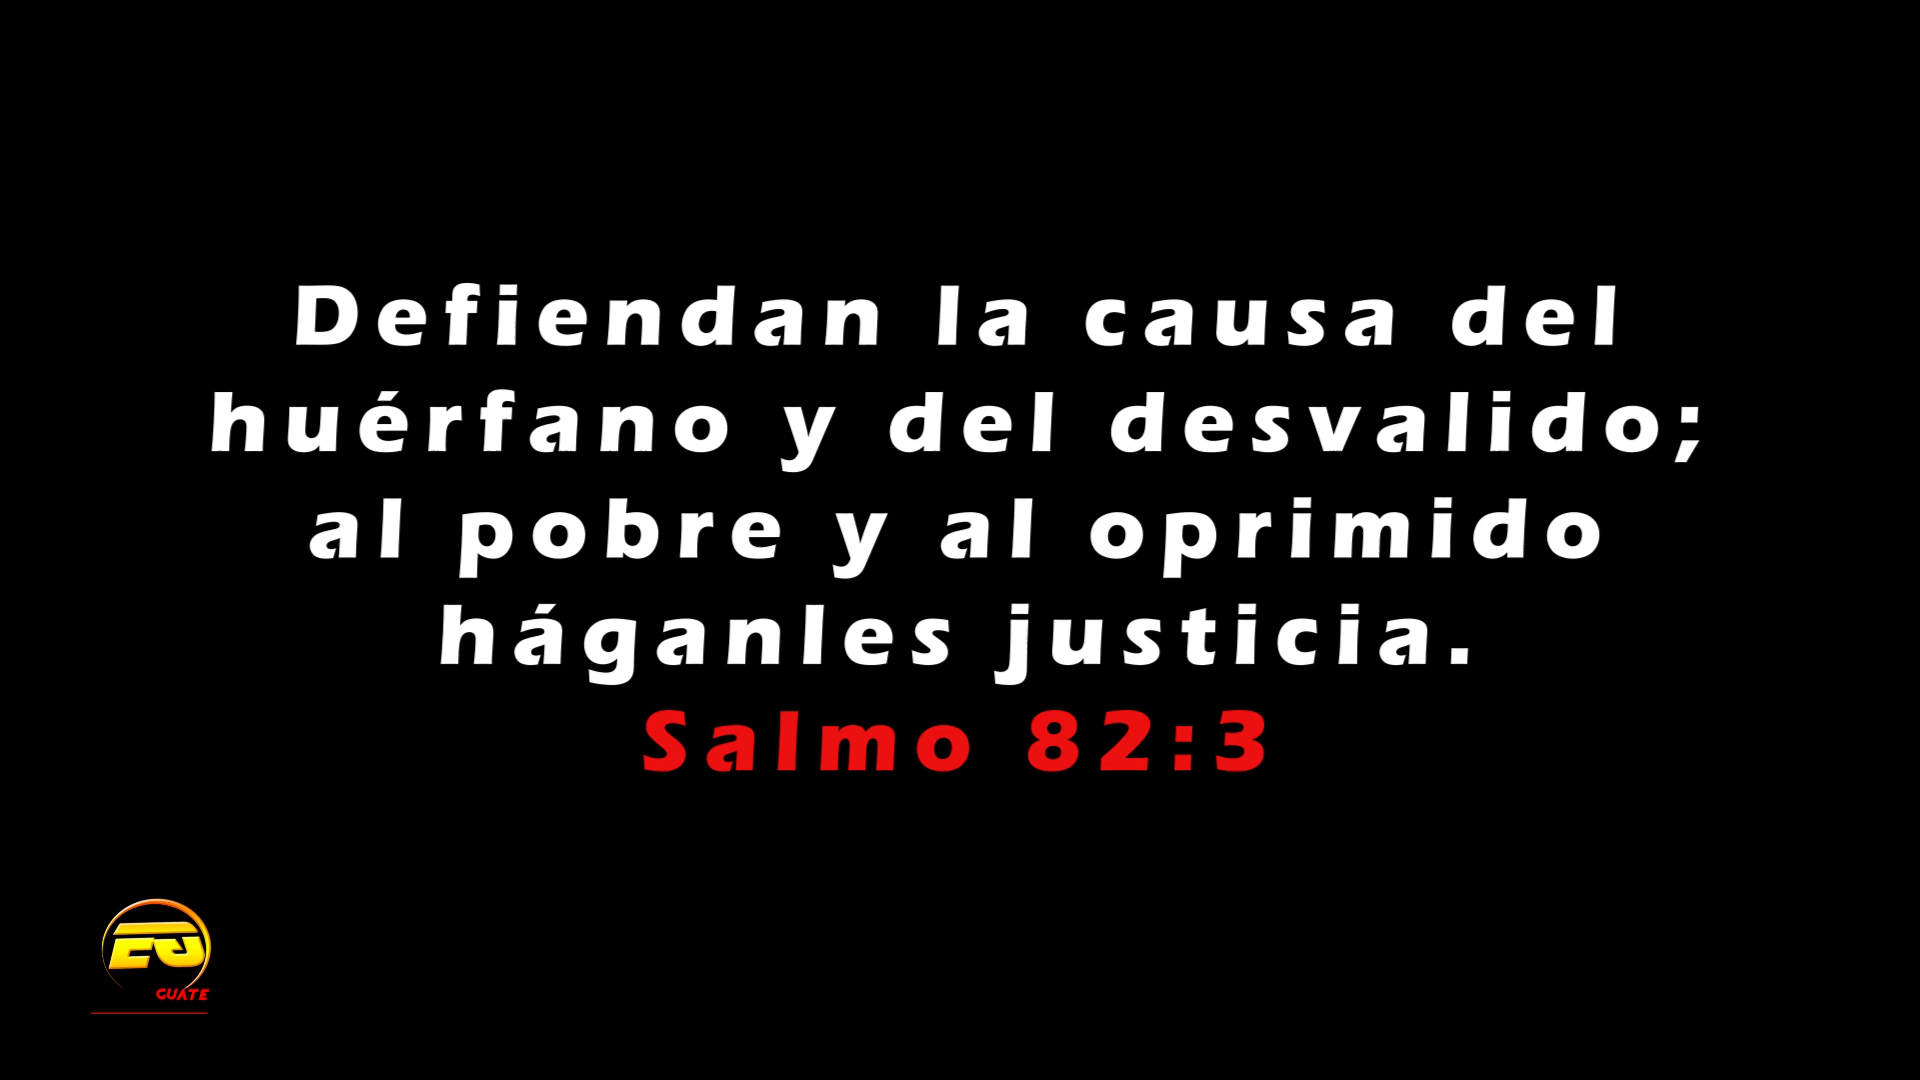 Defiendan la causa del
huérfano y del desvalido;
al pobre y al oprimido
háganles justicia.
Salmo 82:3
GUATE